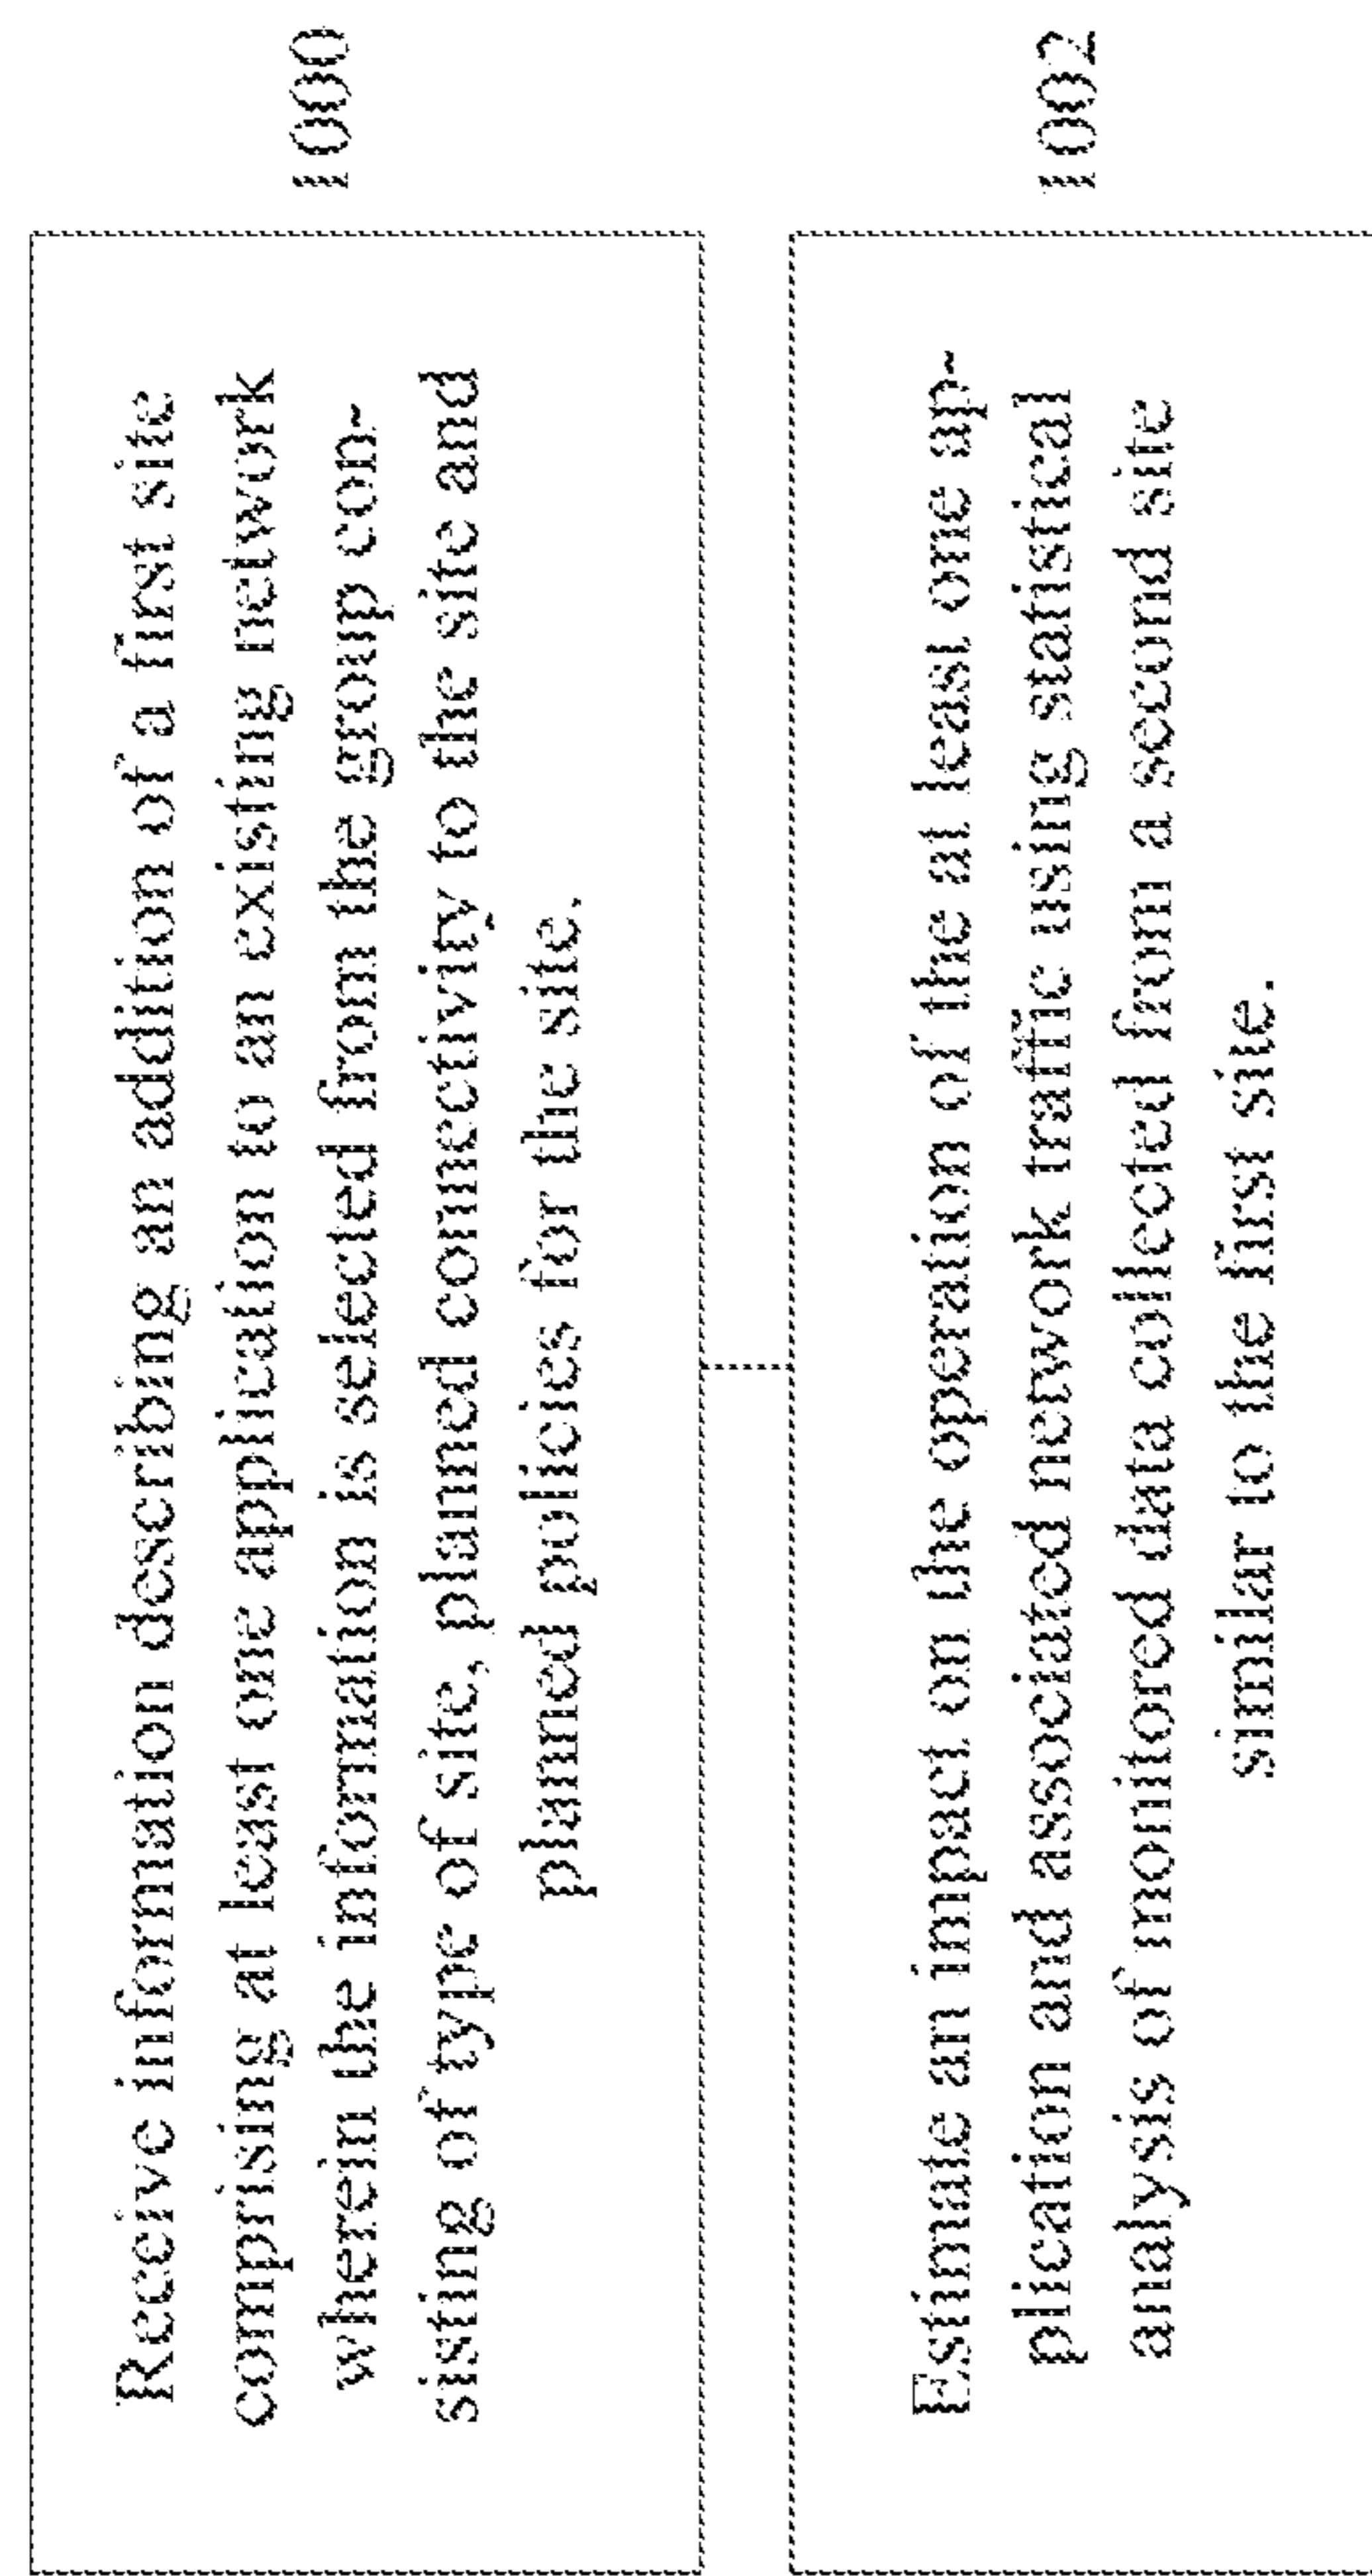 Receive information describing an addition of a first site
comprising at least one application to an existing network
wherein the information is selected from the group con-
sisting of type of site, planned connectivity to the site and
planned policies for the site.
1000
Estimate an impact on the operation of the at least one ap-
plication and associated network traffic using statistical
analysis of monitored data collected from a second site
similar to the first site.
1002